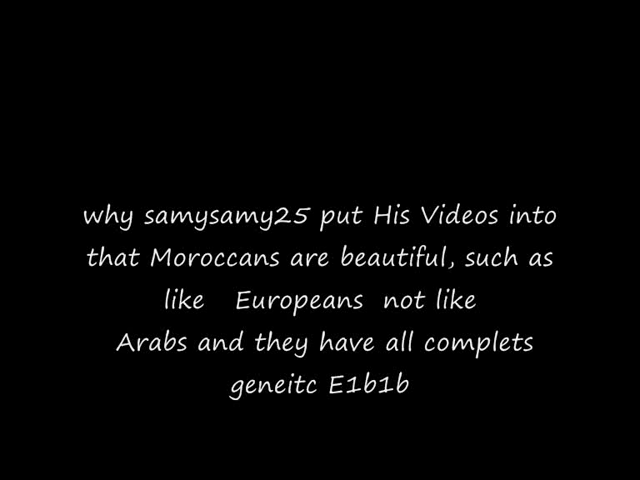 why samysamy25 put His Videos into
that Moroccans are beautiful, such as
like Europeans not like
Arabs and they have all complets
geneitc E1b1b